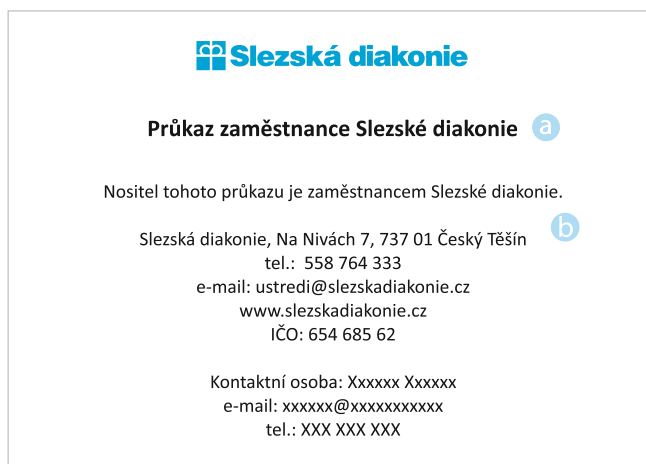 Slezská diakonie
Průkaz zaměstnance Slezské diakonie a
Nositel tohoto průkazu je zaměstnancem Slezské diakonie.
b
Slezská diakonie, Na Nivách 7, 737 01 Český Těšín
tel.: 558 764 333
e-mail: ustredi@slezskadiakonie.cz
www.slezskadiakonie.cz
IČO: 654 685 62
Kontaktní osoba: Xxxxxx Xxxxxx
e-mail: xxxxxx@xxxxxxxxxxx
tel.: XXX XXX XXX